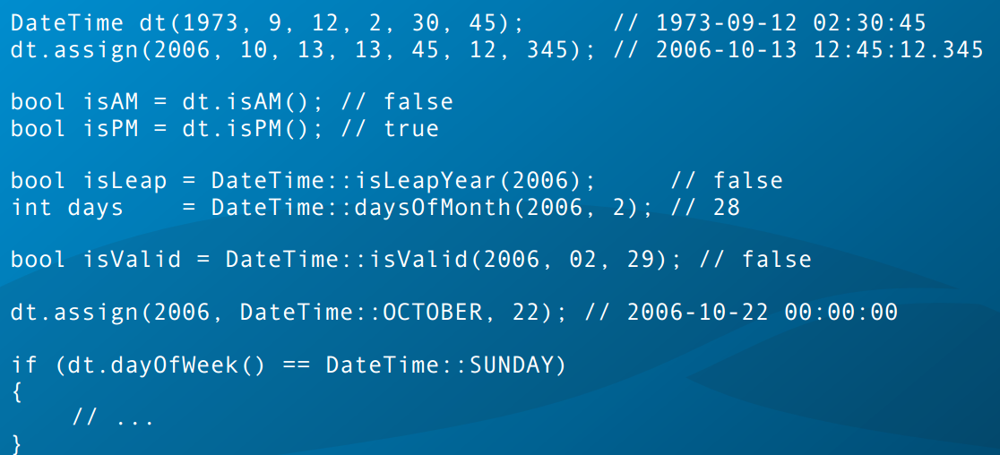 DateTime dt(1973, 9, 12, 2, 30, 45);      // 1973-09-12 02:30:45
dt.assign(2006, 10, 13, 13, 45, 12, 345); // 2006-10-13 12:45:12.345
bool isAM = dt.isAM(); // false
bool isPM = dt.isPM(); // true
bool isLeap = DateTime::isLeapYear(2006);     // false
int days    = DateTime::daysOfMonth(2006, 2); // 28
bool isValid = DateTime::isValid(2006, 02, 29); // false
dt.assign(2006, DateTime::OCTOBER, 22); // 2006-10-22 00:00:00
if (dt.dayOfWeek() == DateTime::SUNDAY)
{
    // ...
}